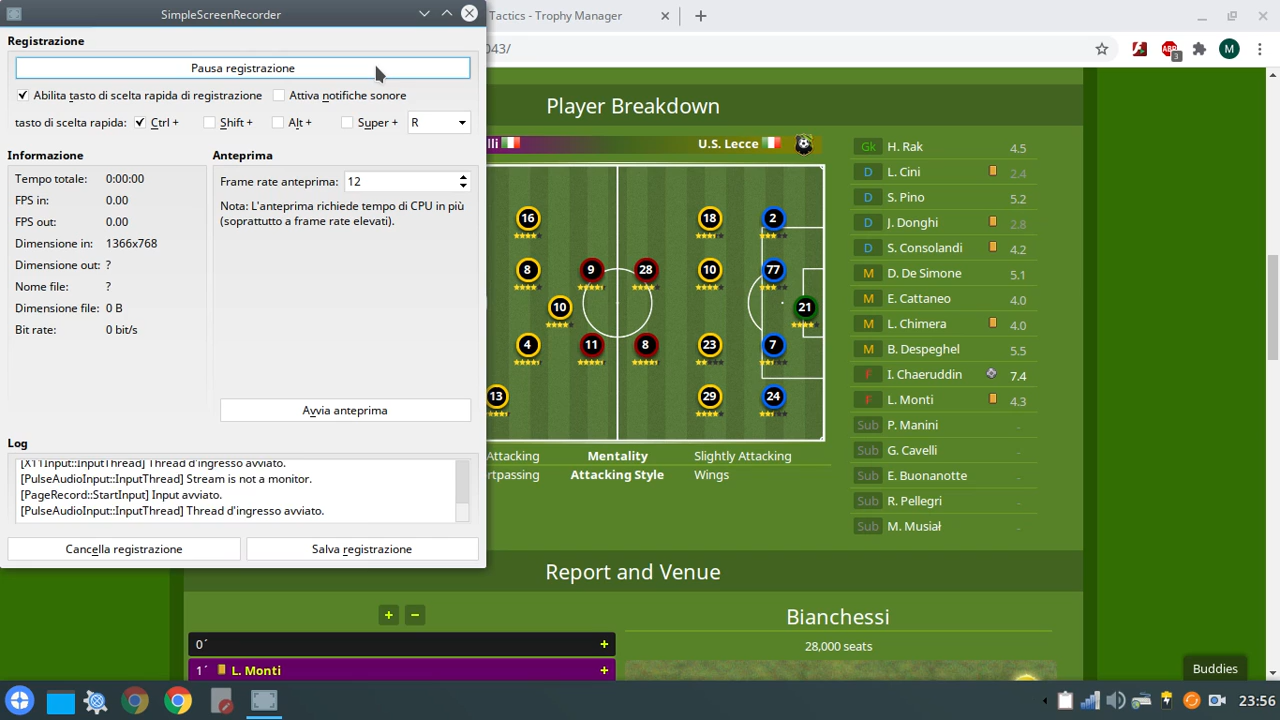 SimpleScreenRecorder
Tactics - Trophy Manager
043/
ABP
3
M
Registrazione
Pausa registrazione
Abilita tasto di scelta rapida di registrazione
Attiva notifiche sonore
tasto di scelta rapida:
Ctrl +
Shift +
Alt +
Super +
R
Informazione
Tempo totale: 0:00:00
FPS in: 0.00
FPS out: 0.00
Dimensione in: 1366x768
Dimensione out: ?
Nome file: ?
Dimensione file: 0 B
Bit rate: 0 bit/s
Anteprima
Frame rate anteprima: 12
Nota: L'anteprima richiede tempo di CPU in più
(soprattutto a frame rate elevati).
Avvia anteprima
Log
[X11Input::InputThread] Thread d'ingresso avviato.
[PulseAudioInput::InputThread] Stream is not a monitor.
[PageRecord::StartInput] Input avviato.
[PulseAudioInput::InputThread] Thread d'ingresso avviato.
Cancella registrazione
Salva registrazione
Player Breakdown
lli
U.S. Lecce
16
18
2
8
9
28
10
77
10
21
4
11
8
23
7
13
29
24
Attacking
Mentality
Slightly Attacking
rtpassing
Attacking Style
Wings
Gk H. Rak 4.5
D L. Cini 2.4
D S. Pino 5.2
D J. Donghi 2.8
D S. Consolandi 4.2
M D. De Simone 5.1
M E. Cattaneo 4.0
M L. Chimera 4.0
M B. Despeghel 5.5
F I. Chaeruddin 7.4
F L. Monti 4.3
Sub P. Manini -
Sub G. Cavelli -
Sub E. Buonanotte -
Sub R. Pellegri -
Sub M. Musiał -
Report and Venue
+
−
0´ +
1´ L. Monti +
Bianchessi
28,000 seats
Buddies
23:56